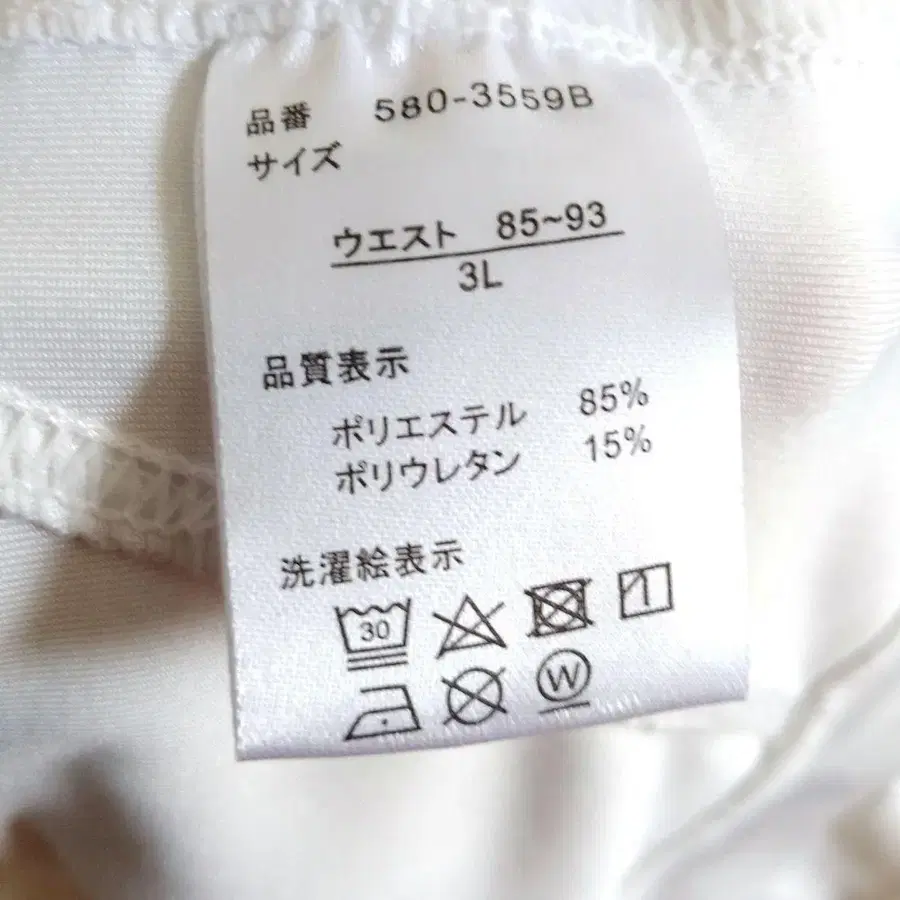 品番 580-3559B
サイズ
ウエスト 85~93
3L
品質表示
ポリエステル 85%
ポリウレタン 15%
洗濯絵表示
30
W